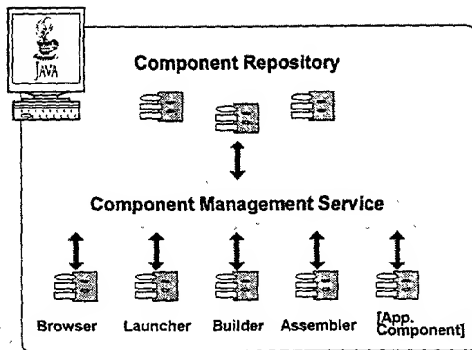 JAVA
Component Repository
Component Management Service
Browser
Launcher
Builder
Assembler
[App.
Component]